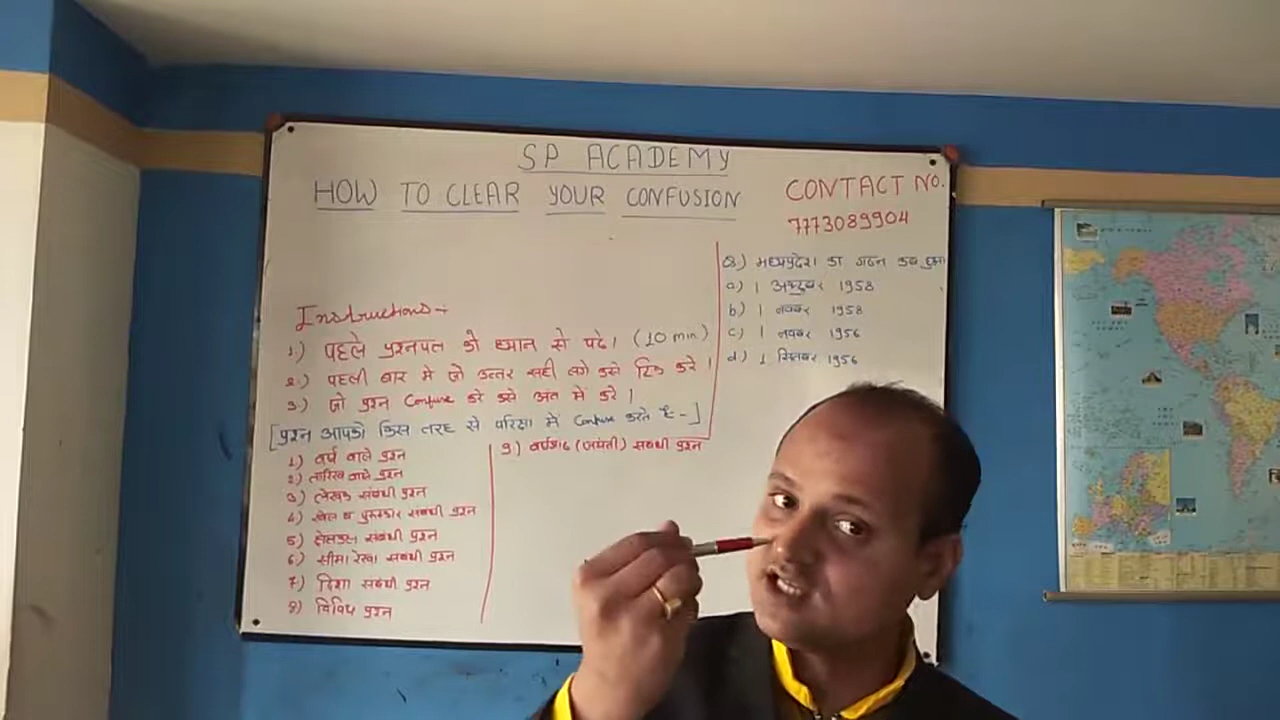 SP ACADEMY
HOW TO CLEAR YOUR CONFUSION
CONTACT NO.
7773089904
Instructions :-
1.) पहले प्रश्नपत्र को ध्यान से पढे। (10 min)
2.) पहली बार मे जो उत्तर सही लगे उसे टिक करे।
3.) जो प्रश्न Confuse करे उसे अंत में करे।
[प्रश्न आपको किस तरह से परिक्षा में Confuse करते है -]
1) वर्ष वाले प्रश्न
2) तारिख वाले प्रश्न
3) लेखक संबंधी प्रश्न
4) खेल व पुरुस्कार संबंधी प्रश्न
5) क्षेत्रफल संबंधी प्रश्न
6) सीमा रेखा संबंधी प्रश्न
7) दिशा संबंधी प्रश्न
8) विविध प्रश्न
9) वर्षगाठ (जयंती) संबंधी प्रश्न
Q.) मध्यप्रदेश का गठन कब हुआ
a) 1 अक्टूबर 1958
b) 1 नवम्बर 1958
c) 1 नवम्बर 1956
d) 1 सितम्बर 1956